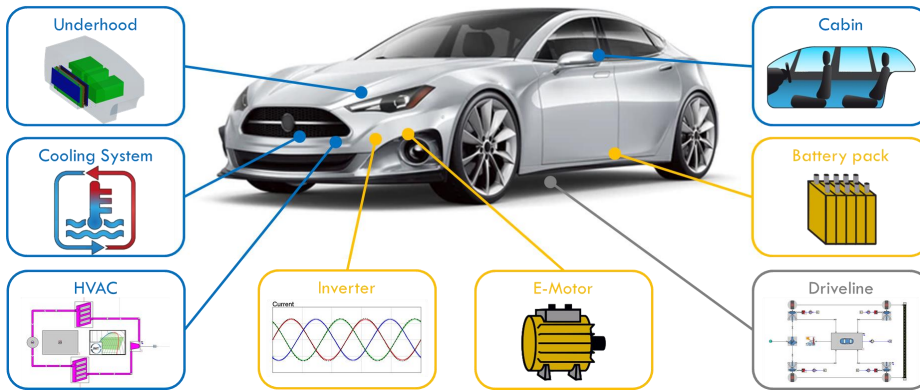 Underhood
Cabin
Cooling System
Battery pack
HVAC
Inverter
Current
E-Motor
Driveline